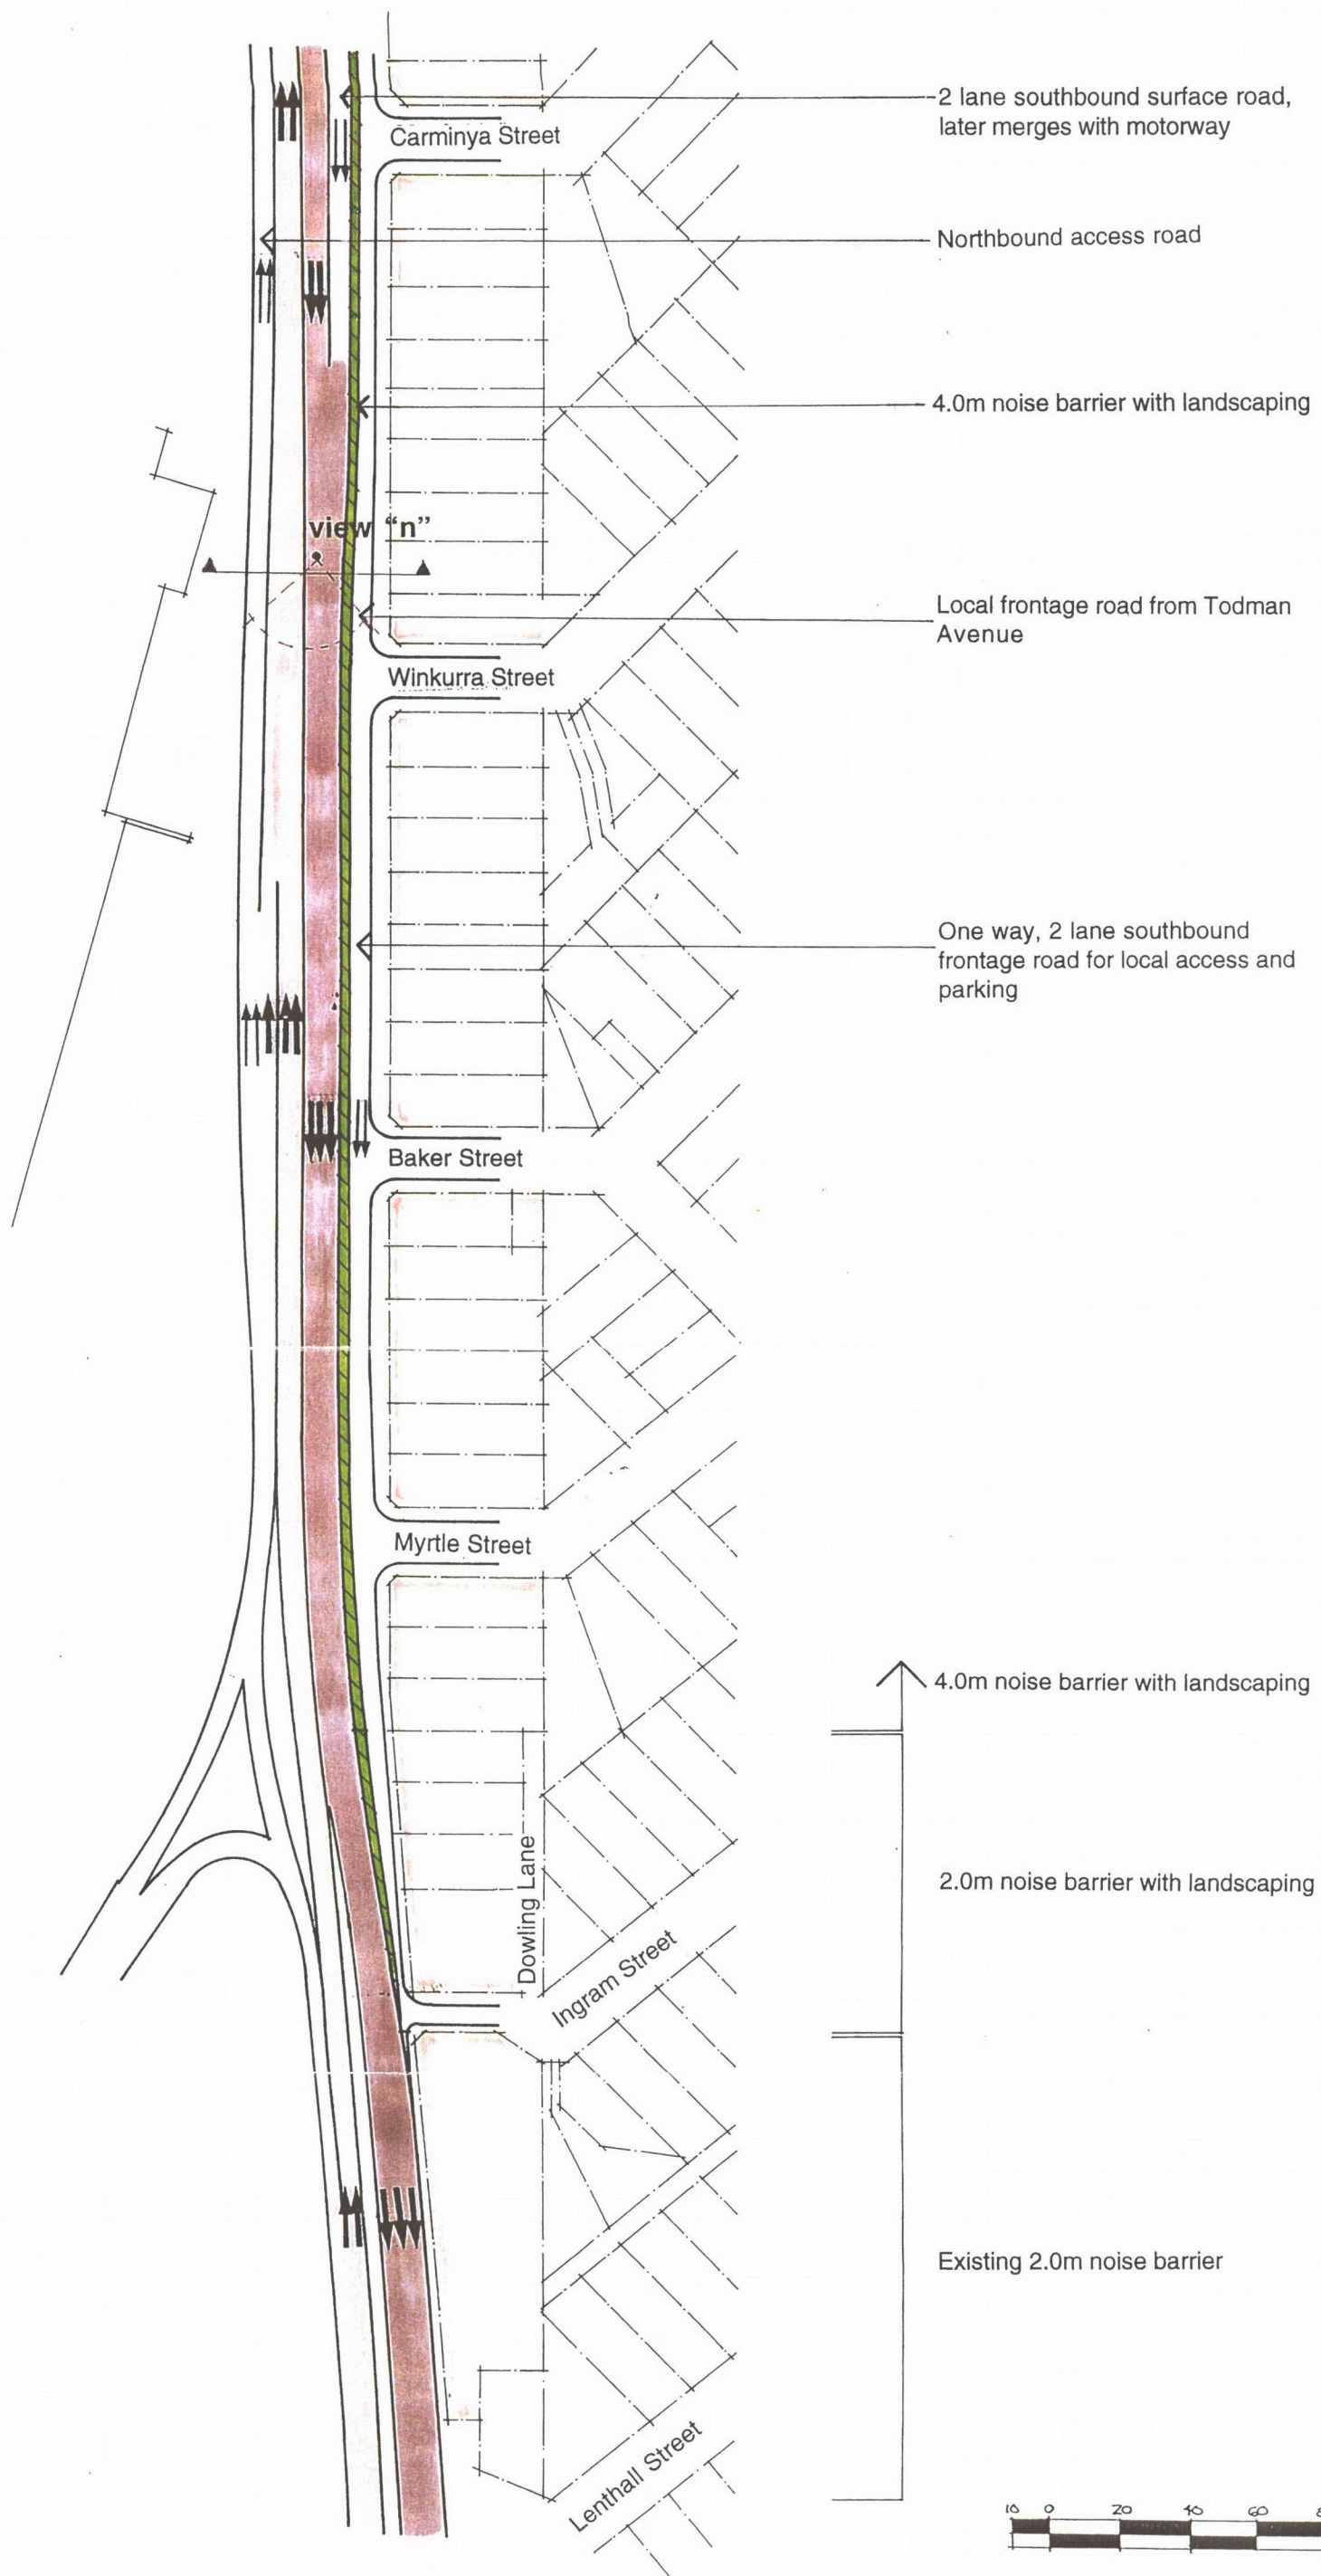 2 lane southbound surface road,
later merges with motorway
Carminya Street
Northbound access road
4.0m noise barrier with landscaping
view "n"
Local frontage road from Todman
Avenue
Winkurra Street
One way, 2 lane southbound
frontage road for local access and
parking
Baker Street
Myrtle Street
4.0m noise barrier with landscaping
Dowling Lane
2.0m noise barrier with landscaping
Ingram Street
Existing 2.0m noise barrier
Lenthall Street
10 0 20 40 60